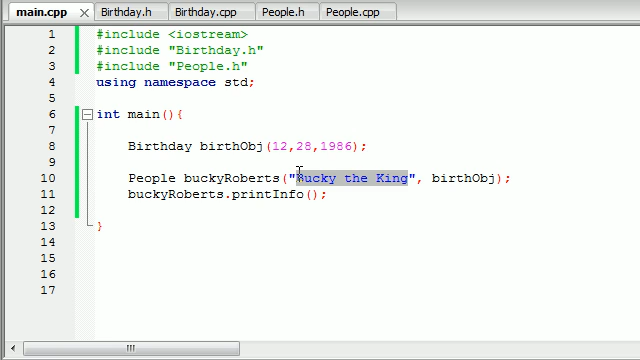 main.cpp Birthday.h Birthday.cpp People.h People.cpp
1 #include <iostream>
2 #include "Birthday.h"
3 #include "People.h"
4 using namespace std;
5
6 int main(){
7
8 Birthday birthObj(12,28,1986);
9
10 People buckyRoberts("Bucky the King", birthObj);
11 buckyRoberts.printInfo();
12
13 }
14
15
16
17